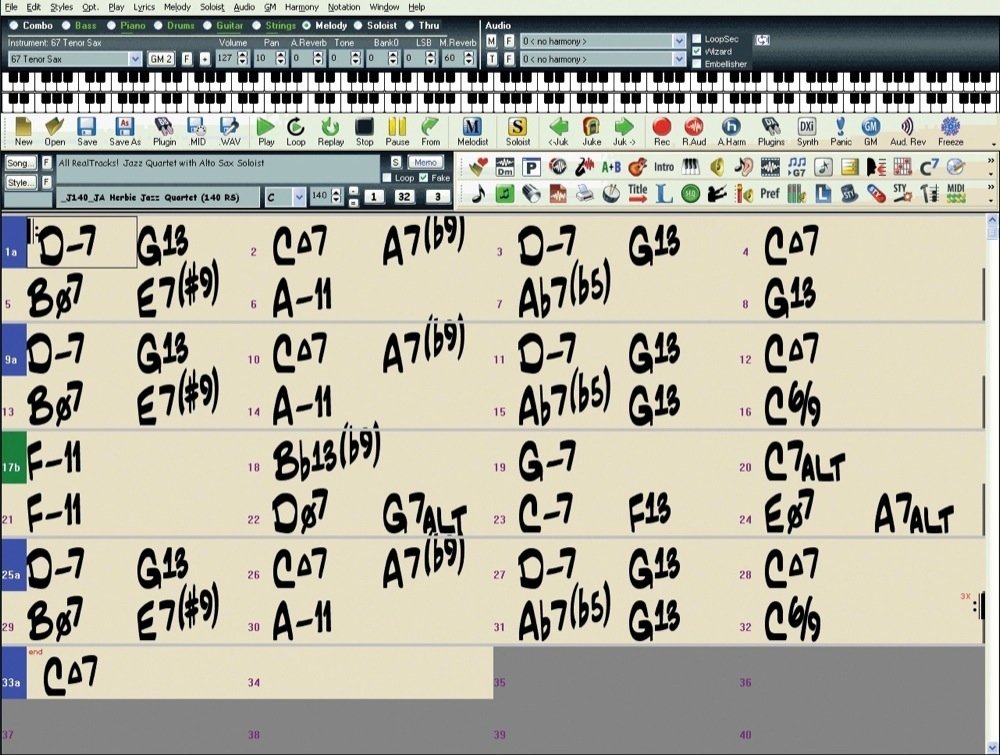 File Edit Styles Opt. Play Lyrics Melody Soloist Audio GM Harmony Notation Window Help
Combo Bass Piano Drums Guitar Strings Melody Soloist Thru Audio
Instrument: 67 Tenor Sax Volume Pan A.Reverb Tone Bank0 LSB M.Reverb M F 0 < no harmony > LoopSec
67 Tenor Sax GM 2 F + 127 10 0 0 0 0 60 T F 0 < no harmony > Wizard
Embellisher
New Open Save Save As Plugin .MID .WAV Play Loop Replay Stop Pause From Melodist Soloist <-Juk Juke Juk -> Rec R.Aud A.Harm Plugins Synth Panic GM Aud. Rev Freeze
Song... F All RealTracks! Jazz Quartet with Alto Sax Soloist S Memo
Loop Fake
Style... F _J140_JA Herbie Jazz Quartet (140 RS) C 140 1 32 3
Dm P A+B Intro G7 C7
Title L SEQ Pref STY MIDI
1a D-7 G13 2 C△7 A7(b9) 3 D-7 G13 4 C△7
5 Bø7 E7(#9) 6 A-11 7 Ab7(b5) 8 G13
9a D-7 G13 10 C△7 A7(b9) 11 D-7 G13 12 C△7
13 Bø7 E7(#9) 14 A-11 15 Ab7(b5) G13 16 C6/9
17b F-11 18 Bb13(b9) 19 G-7 20 C7ALT
21 F-11 22 Dø7 G7ALT 23 C-7 F13 24 Eø7 A7ALT
25a D-7 G13 26 C△7 A7(b9) 27 D-7 G13 28 C△7
3X
29 Bø7 E7(#9) 30 A-11 31 Ab7(b5) G13 32 C6/9
end
33a C△7 34 35 36
37 38 39 40